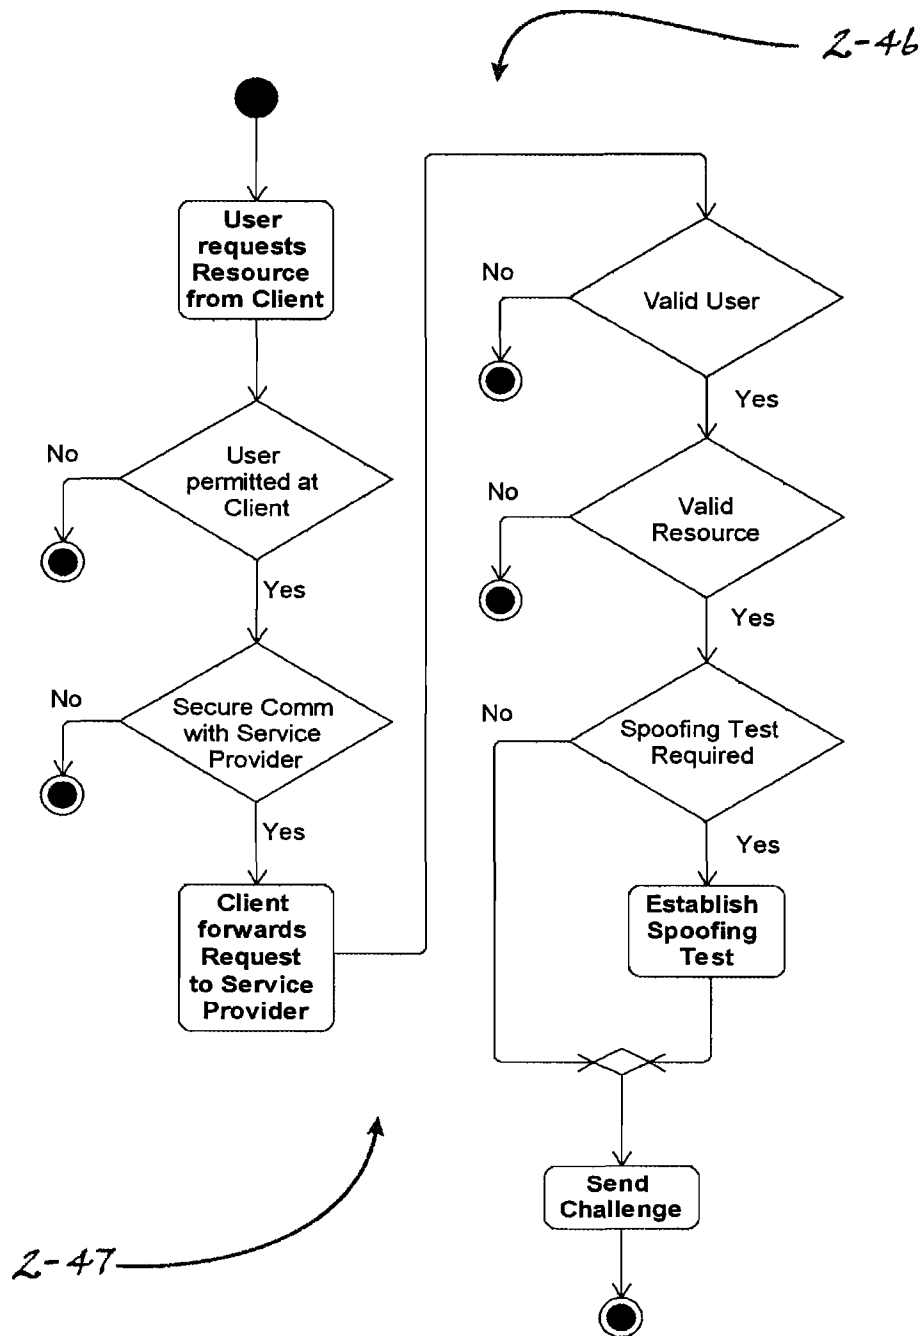 2-46
User
requests
Resource
from Client
No
User
permitted at
Client
Yes
No
Secure Comm
with Service
Provider
Yes
Client
forwards
Request
to Service
Provider
No
Valid User
Yes
No
Valid
Resource
Yes
No
Spoofing Test
Required
Yes
Establish
Spoofing
Test
Send
Challenge
2-47